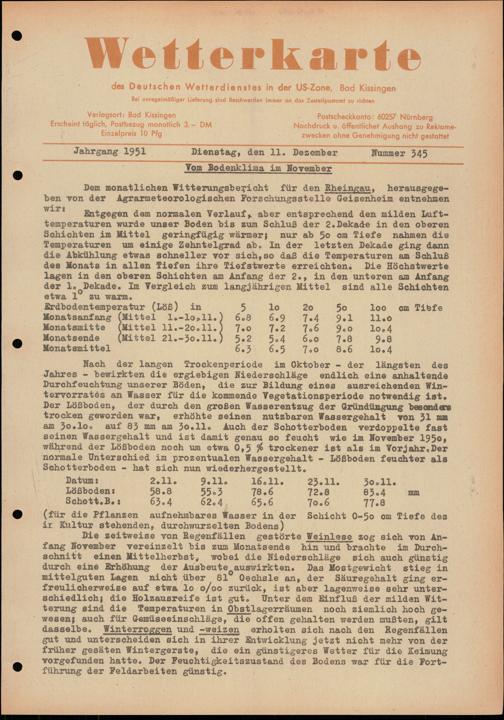 Wetterkarte
des Deutschen Wetterdienstes in der US-Zone, Bad Kissingen
Bei unregelmäßiger Lieferung sind Beschwerden immer an das Zustellpostamt zu richten
Verlagsort: Bad Kissingen
Erscheint täglich, Postbezug monatlich 3.- DM
Einzelpreis 10 Pfg
Postscheckkonto: 60257 Nürnberg
Nachdruck u. öffentlicher Aushang zu Reklame-
zwecken ohne Genehmigung nicht gestattet
Jahrgang 1951 Dienstag, den 11. Dezember Nummer 345
Vom Bodenklima im November
Dem monatlichen Witterungsbericht für den Rheingau, herausgege-
ben von der Agrarmeteorologischen Forschungsstelle Geisenheim entnehmen
wir:
Entgegen dem normalen Verlauf, aber entsprechend den milden Luft-
temperaturen wurde unser Boden bis zum Schluß der 2.Dekade in den oberen
Schichten im Mittel geringfügig wärmer; nur ab 5o cm Tiefe nahmen die
Temperaturen um einige Zehntelgrad ab. In der letzten Dekade ging dann
die Abkühlung etwas schneller vor sich,so daß die Temperaturen am Schluß
des Monats in allen Tiefen ihre Tiefstwerte erreichten. Die Höchstwerte
lagen in den oberen Schichten am Anfang der 2., in den unteren am Anfang
der 1. Dekade. Im Vergleich zum langjährigen Mittel sind alle Schichten
etwa 1° zu warm.
Erdbodentemperatur (Löß) in 5 1o 2o 5o 1oo cm Tiefe
Monatsanfang (Mittel 1.-1o.11.) 6.8 6.9 7.4 9.1 11.o
Monatsmitte (Mittel 11.-2o.11.) 7.o 7.2 7.6 9.o 1o.4
Monatsende (Mittel 21.-3o.11.) 5.2 5.4 6.o 7.8 9.8
Monatsmittel 6.3 6.5 7.o 8.6 1o.4
Nach der langen Trockenperiode im Oktober - der längsten des
Jahres - bewirkten die ergiebigen Niederschläge endlich eine anhaltende
Durchfeuchtung unserer Böden, die zur Bildung eines ausreichenden Win-
tervorrates an Wasser für die kommende Vegetationsperiode notwendig ist.
Der Lößboden, der durch den großen Wasserentzug der Gründüngung besonders
trocken geworden war, erhöhte seinen nutzbaren Wassergehalt von 31 mm
am 3o.1o. auf 83 mm am 3o.11. Auch der Schotterboden verdoppelte fast
seinen Wassergehalt und ist damit genau so feucht wie im November 195o,
während der Lößboden noch um etwa 0,5 % trockener ist als im Vorjahr.Der
normale Unterschied im prozentualen Wassergehalt - Lößboden feuchter als
Schotterboden - hat sich nun wiederhergestellt.
Datum: 2.11. 9.11. 16.11. 23.11. 3o.11.
Lößboden: 58.8 55.3 78.6 72.8 83.4 mm
Schott.B.: 63.4 62.4 65.6 7o.6 77.8
(für die Pflanzen aufnehmbares Wasser in der Schicht 0-5o cm Tiefe des
ir Kultur stehenden, durchwurzelten Bodens)
Die zeitweise von Regenfällen gestörte Weinlese zog sich von An-
fang November vereinzelt bis zum Monatsende hin und brachte im Durch-
schnitt einen Mittelherbst, wobei die Niederschläge sich auch günstig
durch eine Erhöhung der Ausbeute auswirkten. Das Mostgewicht stieg in
mittelguten Lagen nicht über 81° Oechsle an, der Säuregehalt ging er-
freulicherweise auf etwa 1o o/oo zurück, ist aber lagenweise sehr unter-
schiedlich; die Holzausreife ist gut. Unter dem Einfluß der milden Wit-
terung sind die Temperaturen in Obstlagerräumen noch ziemlich hoch ge-
wesen; auch für Gemüseeinschläge, die offen gehalten werden mußten, gilt
dasselbe. Winterroggen und -weizen erholten sich nach den Regenfällen
gut und unterscheiden sich in ihrer Entwicklung jetzt nicht mehr von der
früher gesäten Wintergerste, die ein günstigeres Wetter für die Keimung
vorgefunden hatte. Der Feuchtigkeitszustand des Bodens war für die Fort-
führung der Feldarbeiten günstig.